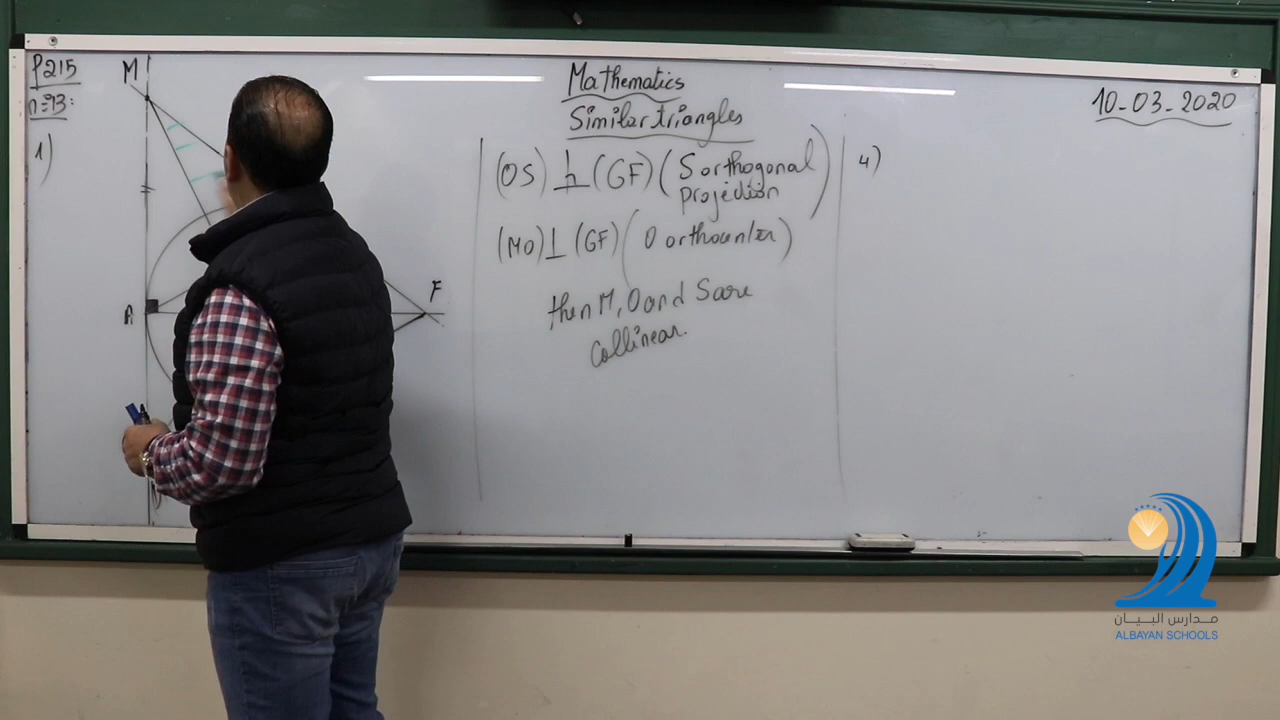 P215
n=13:
1)
M
A
F
Mathematics
Similar triangles
10-03-2020
(OS) ⊥ (GF) (S orthogonal
projection)
(MO) ⊥ (GF) (O orthocenter)
then M, O and S are
collinear.
4)
مدارس البيان
ALBAYAN SCHOOLS